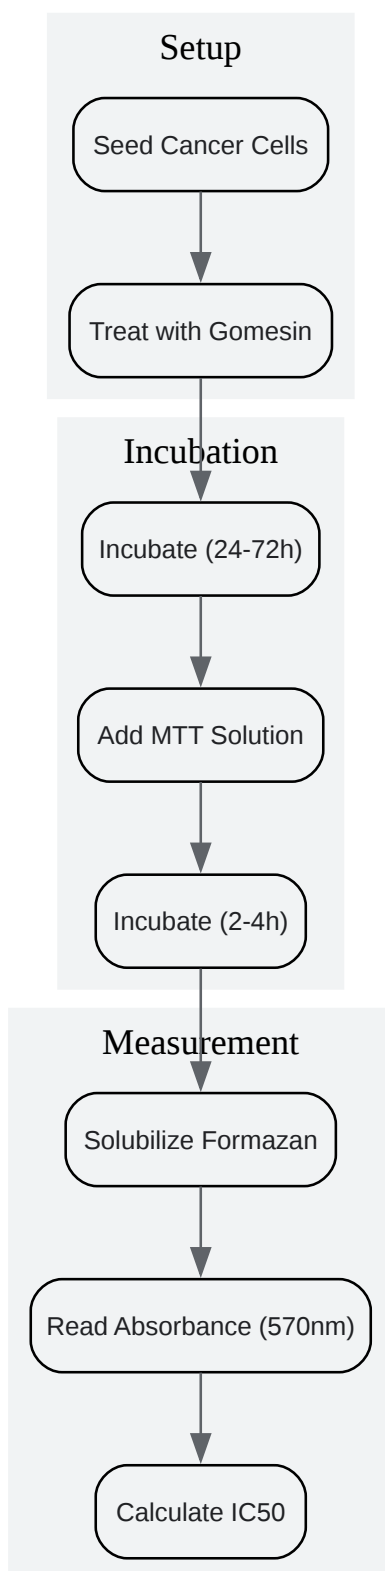 Setup
Seed Cancer Cells
Treat with Gomesin
Incubation
Incubate (24-72h)
Add MTT Solution
Incubate (2-4h)
Measurement
Solubilize Formazan
Read Absorbance (570nm)
Calculate IC50